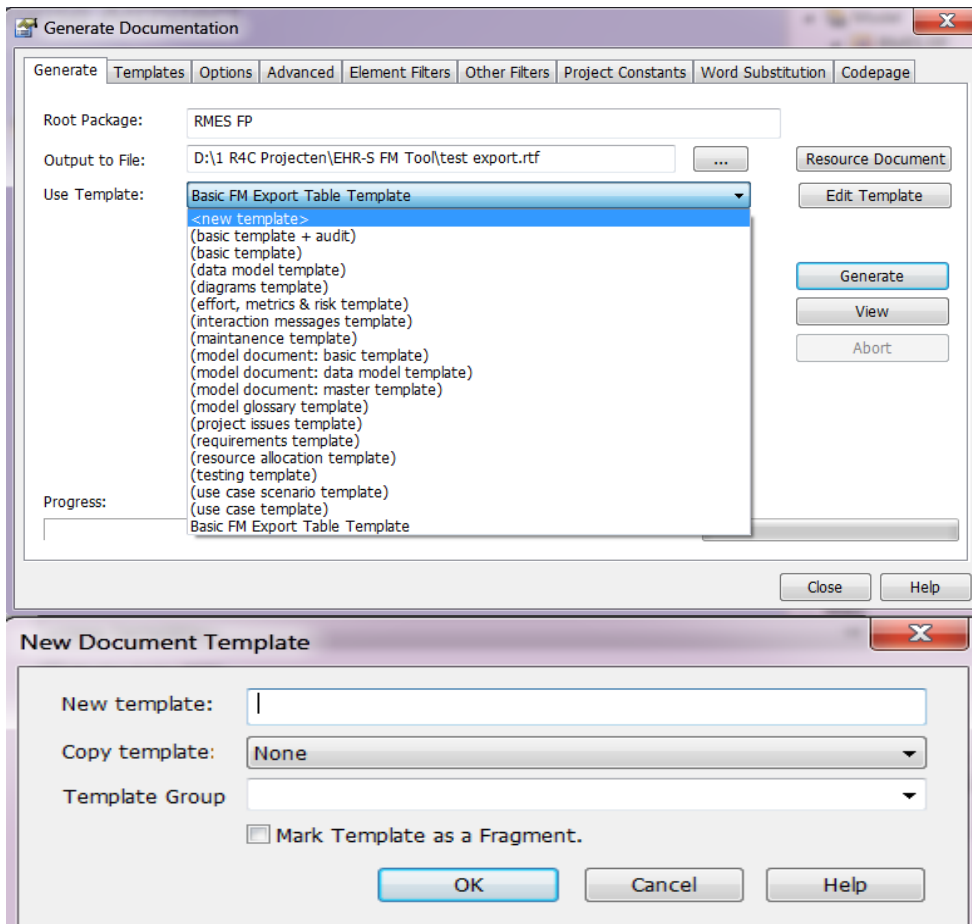 Generate Documentation
Generate Templates Options Advanced Element Filters Other Filters Project Constants Word Substitution Codepage
Root Package: RMES FP
Output to File: D:\1 R4C Projecten\EHR-S FM Tool\test export.rtf ... Resource Document
Use Template: Basic FM Export Table Template Edit Template
<new template>
(basic template + audit)
(basic template)
(data model template)
(diagrams template)
(effort, metrics & risk template)
(interaction messages template)
(maintanence template)
(model document: basic template)
(model document: data model template)
(model document: master template)
(model glossary template)
(project issues template)
(requirements template)
(resource allocation template)
(testing template)
(use case scenario template)
(use case template)
Basic FM Export Table Template
Generate
View
Abort
Progress:
Close Help
New Document Template
New template:
Copy template: None
Template Group
Mark Template as a Fragment.
OK Cancel Help